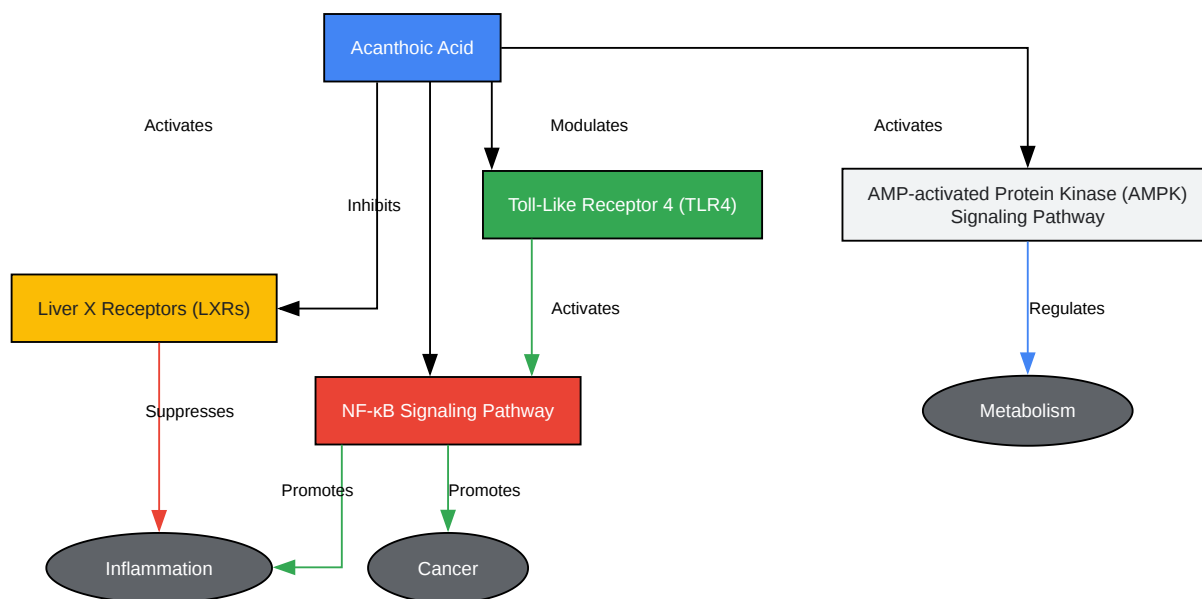 Acanthoic Acid
Activates
Modulates
Activates
AMP-activated Protein Kinase (AMPK)
Signaling Pathway
Inhibits
Toll-Like Receptor 4 (TLR4)
Liver X Receptors (LXRs)
Activates
Regulates
Suppresses
NF-κB Signaling Pathway
Metabolism
Promotes
Promotes
Inflammation
Cancer